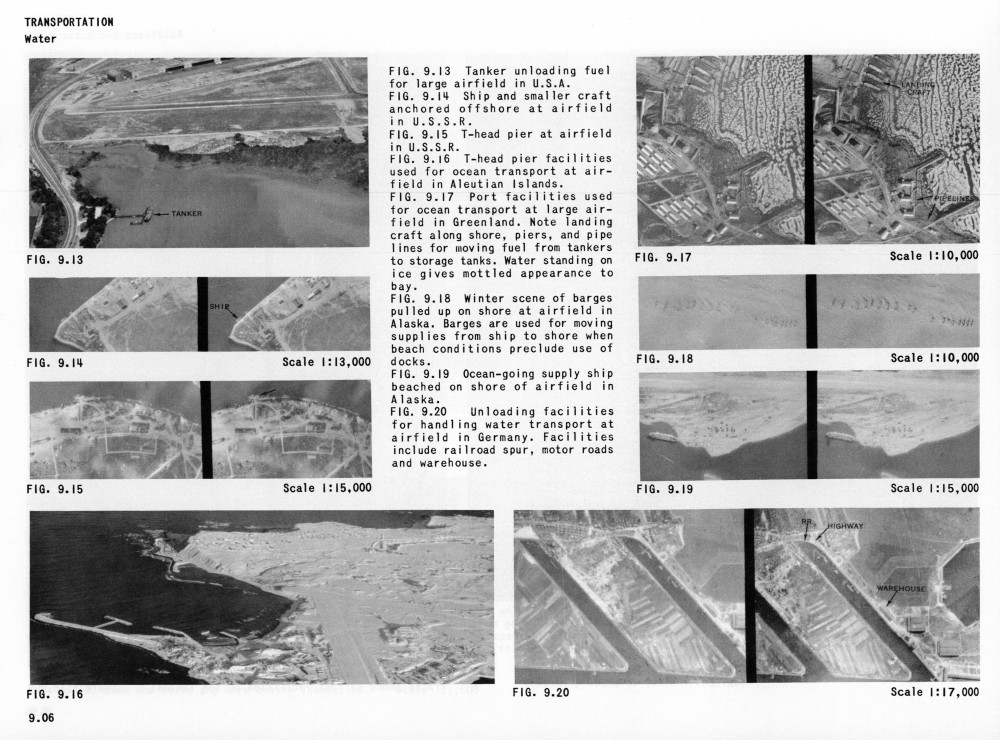 TRANSPORTATION
Water
TANKER
FIG. 9.13
SHIP
FIG. 9.14 Scale 1:13,000
FIG. 9.15 Scale 1:15,000
FIG. 9.16
FIG. 9.13 Tanker unloading fuel
for large airfield in U.S.A.
FIG. 9.14 Ship and smaller craft
anchored offshore at airfield
in U.S.S.R.
FIG. 9.15 T-head pier at airfield
in U.S.S.R.
FIG. 9.16 T-head pier facilities
used for ocean transport at air-
field in Aleutian Islands.
FIG. 9.17 Port facilities used
for ocean transport at large air-
field in Greenland. Note landing
craft along shore, piers, and pipe
lines for moving fuel from tankers
to storage tanks. Water standing on
ice gives mottled appearance to
bay.
FIG. 9.18 Winter scene of barges
pulled up on shore at airfield in
Alaska. Barges are used for moving
supplies from ship to shore when
beach conditions preclude use of
docks.
FIG. 9.19 Ocean-going supply ship
beached on shore of airfield in
Alaska.
FIG. 9.20 Unloading facilities
for handling water transport at
airfield in Germany. Facilities
include railroad spur, motor roads
and warehouse.
LANDING
CRAFT
PIPELINES
FIG. 9.17 Scale 1:10,000
FIG. 9.18 Scale 1:10,000
FIG. 9.19 Scale 1:15,000
RR.
HIGHWAY
WAREHOUSE
FIG. 9.20 Scale 1:17,000
9.06